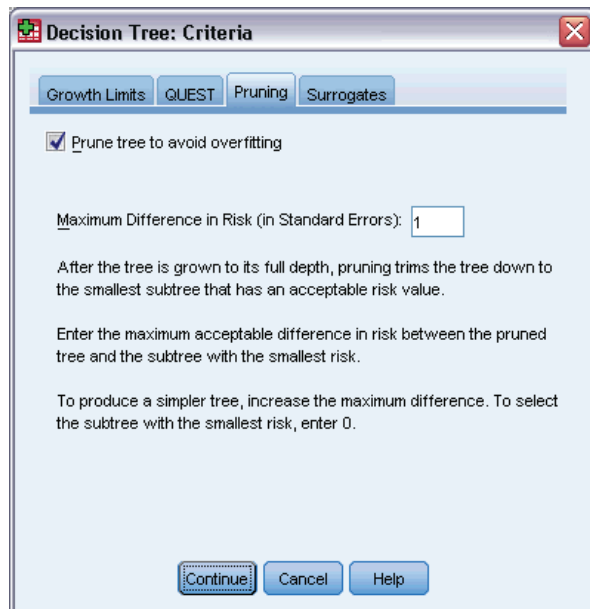 Decision Tree: Criteria
Growth Limits QUEST Pruning Surrogates
Prune tree to avoid overfitting
Maximum Difference in Risk (in Standard Errors): 1
After the tree is grown to its full depth, pruning trims the tree down to
the smallest subtree that has an acceptable risk value.
Enter the maximum acceptable difference in risk between the pruned
tree and the subtree with the smallest risk.
To produce a simpler tree, increase the maximum difference. To select
the subtree with the smallest risk, enter 0.
Continue Cancel Help